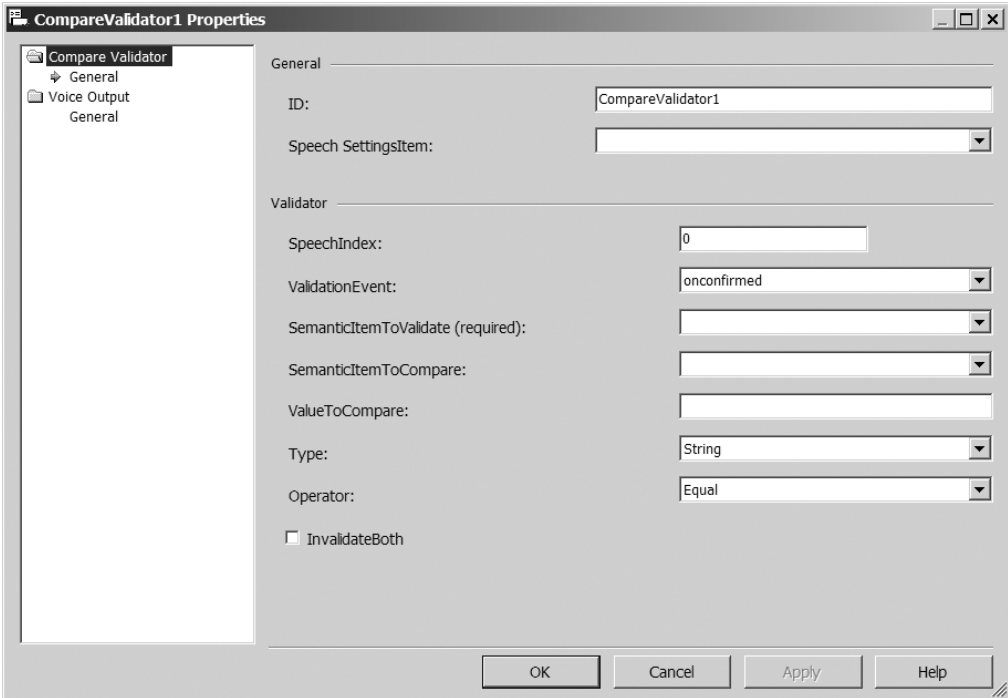 CompareValidator1 Properties
Compare Validator
General
Voice Output
General
General
ID:
CompareValidator1
Speech SettingsItem:
Validator
SpeechIndex:
0
ValidationEvent:
onconfirmed
SemanticItemToValidate (required):
SemanticItemToCompare:
ValueToCompare:
Type:
String
Operator:
Equal
InvalidateBoth
OK
Cancel
Apply
Help